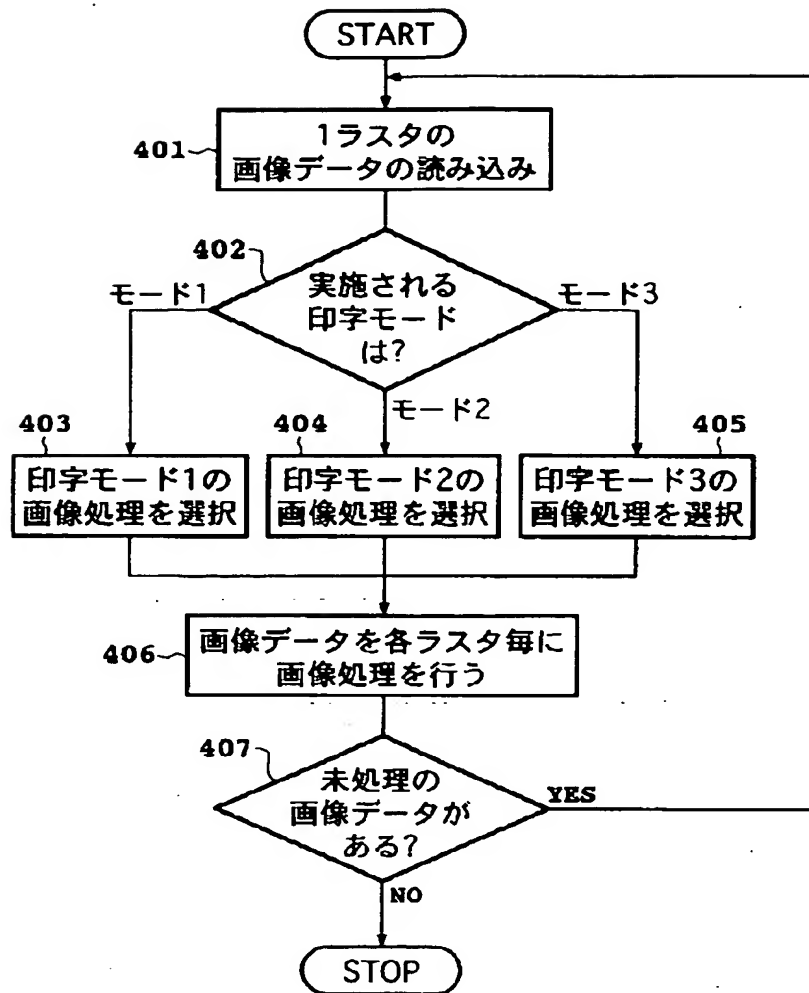 START
401
1ラスタの
画像データの読み込み
402
実施される
印字モード
は?
モード1
モード3
モード2
403
印字モード1の
画像処理を選択
404
印字モード2の
画像処理を選択
405
印字モード3の
画像処理を選択
406
画像データを各ラスタ毎に
画像処理を行う
407
未処理の
画像データが
ある?
YES
NO
STOP